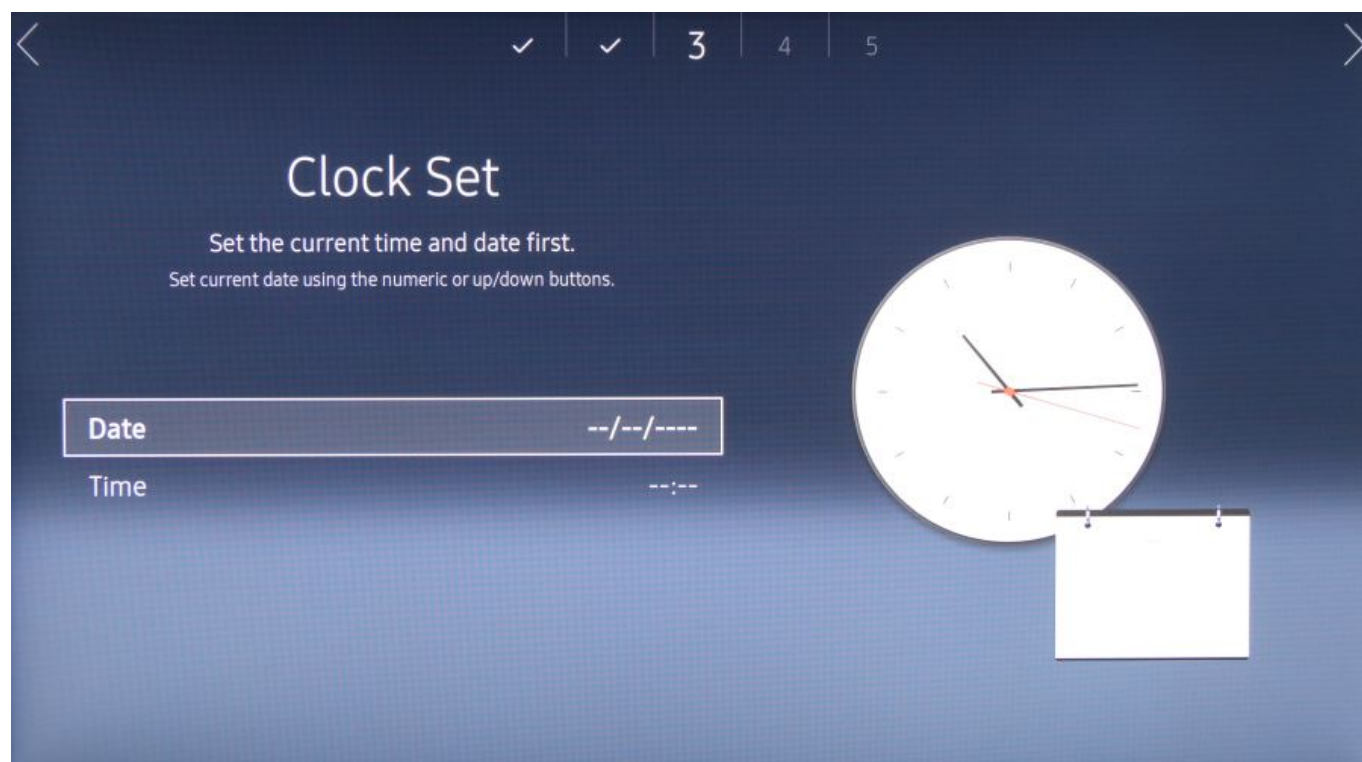 3 4 5
Clock Set
Set the current time and date first.
Set current date using the numeric or up/down buttons.
Date --/--/----
Time --:--